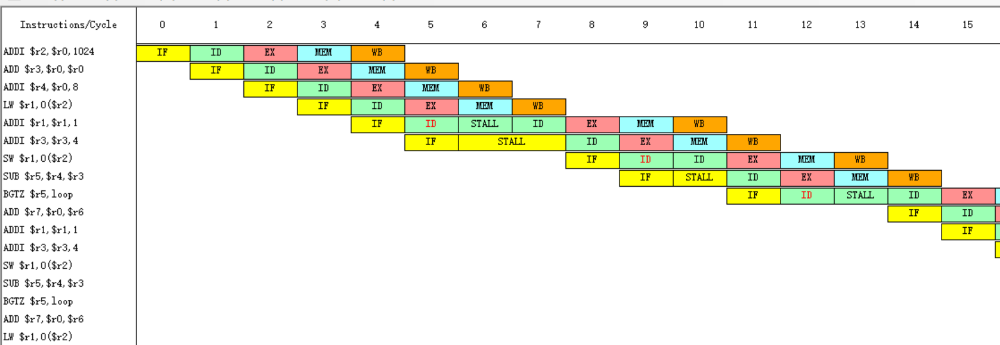 Instructions/Cycle 0 1 2 3 4 5 6 7 8 9 10 11 12 13 14 15
ADDI $r2,$r0,1024 IF ID EX MEM WB
ADD $r3,$r0,$r0 IF ID EX MEM WB
ADDI $r4,$r0,8 IF ID EX MEM WB
LW $r1,0($r2) IF ID EX MEM WB
ADDI $r1,$r1,1 IF ID STALL ID EX MEM WB
ADDI $r3,$r3,4 IF STALL ID EX MEM WB
SW $r1,0($r2) IF ID ID EX MEM WB
SUB $r5,$r4,$r3 IF STALL ID EX MEM WB
BGTZ $r5,loop IF ID STALL ID EX
ADD $r7,$r0,$r6 IF ID
ADDI $r1,$r1,1 IF
ADDI $r3,$r3,4
SW $r1,0($r2)
SUB $r5,$r4,$r3
BGTZ $r5,loop
ADD $r7,$r0,$r6
LW $r1,0($r2)